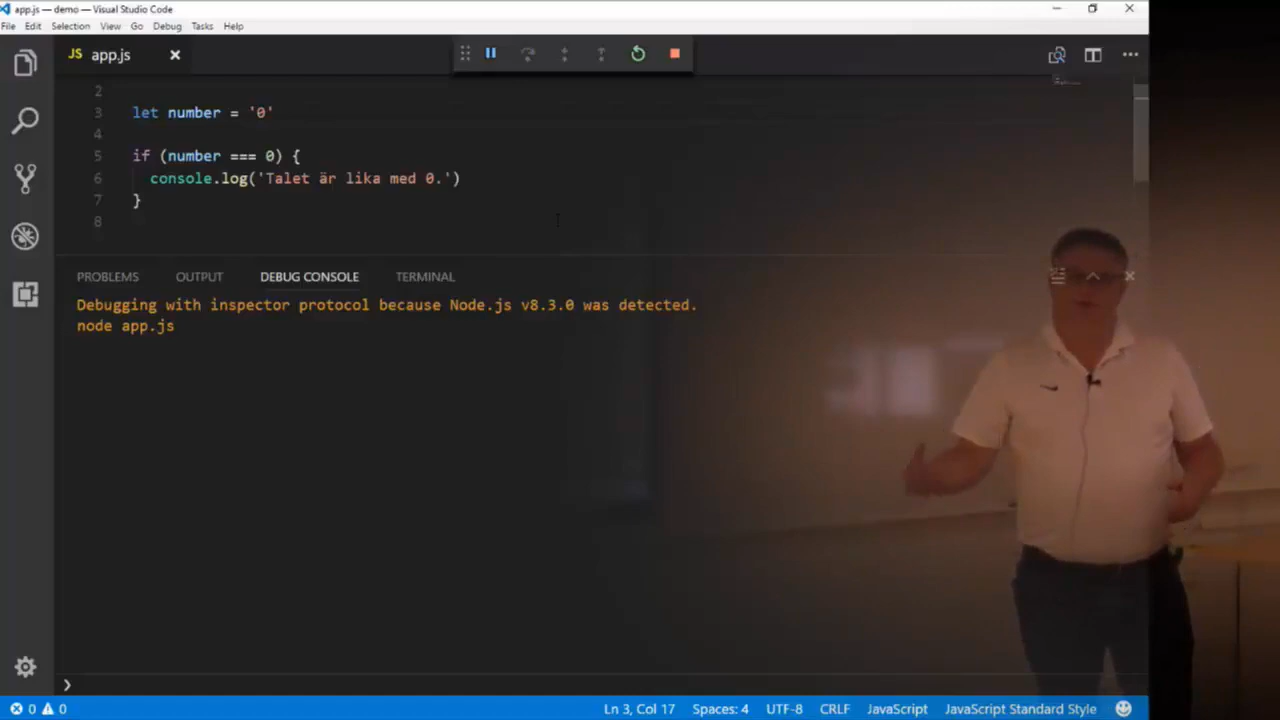 app.js — demo — Visual Studio Code
File Edit Selection View Go Debug Tasks Help
JS app.js
2
3 let number = '0'
4
5 if (number === 0) {
6 console.log('Talet är lika med 0.')
7 }
8
PROBLEMS OUTPUT DEBUG CONSOLE TERMINAL
Debugging with inspector protocol because Node.js v8.3.0 was detected.
node app.js
0 0 Ln 3, Col 17 Spaces: 4 UTF-8 CRLF JavaScript JavaScript Standard Style